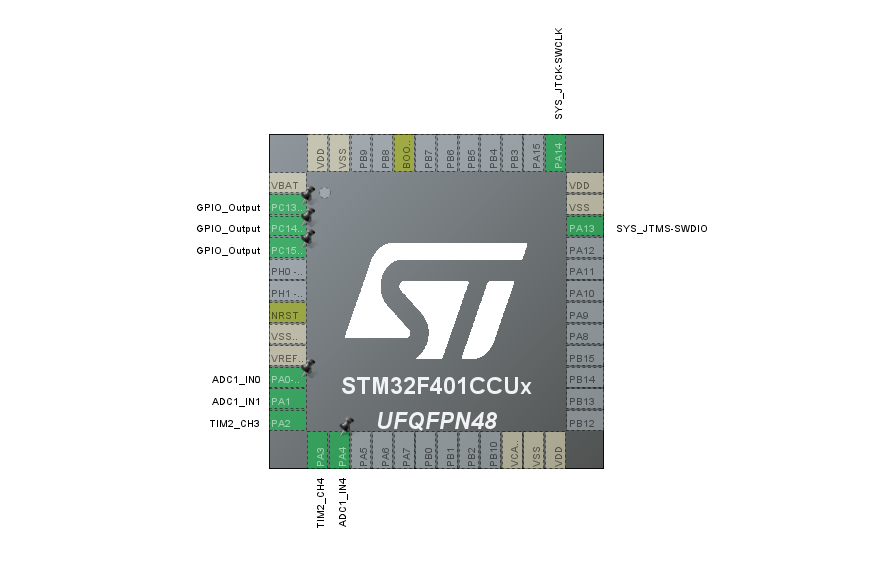 SYS_JTCK-SWCLK
VDD
VSS
PB9
PB8
BOO..
PB7
PB6
PB5
PB4
PB3
PA15
PA14
VBAT
GPIO_Output
PC13..
GPIO_Output
PC14..
GPIO_Output
PC15..
PH0 -..
PH1 -..
NRST
VSS..
VREF..
ADC1_IN0
PA0-..
ADC1_IN1
PA1
TIM2_CH3
PA2
VDD
VSS
PA13
SYS_JTMS-SWDIO
PA12
PA11
PA10
PA9
PA8
PB15
PB14
PB13
PB12
ST
STM32F401CCUx
UFQFPN48
PA3
PA4
PA5
PA6
PA7
PB0
PB1
PB2
PB10
VCA..
VSS
VDD
TIM2_CH4
ADC1_IN4